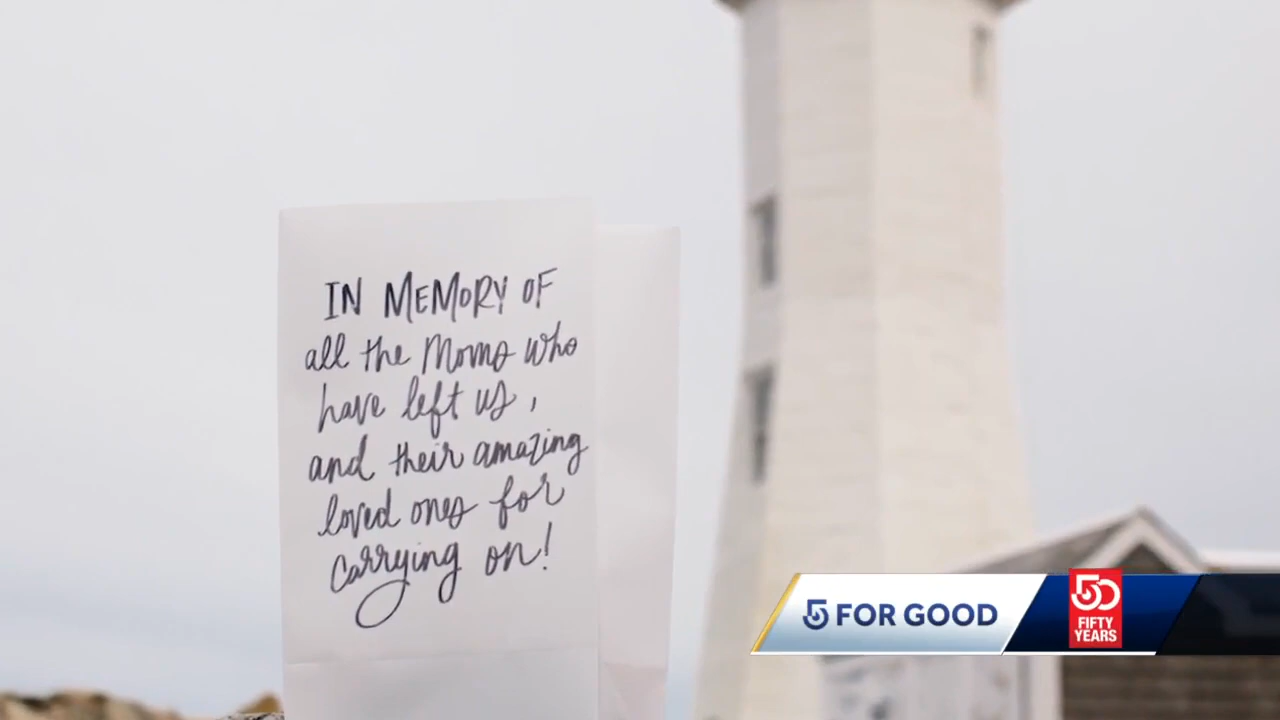 IN MEMORY OF
all the Moms who
have left us,
and their amazing
loved ones for
carrying on!
5 FOR GOOD
50
FIFTY
YEARS